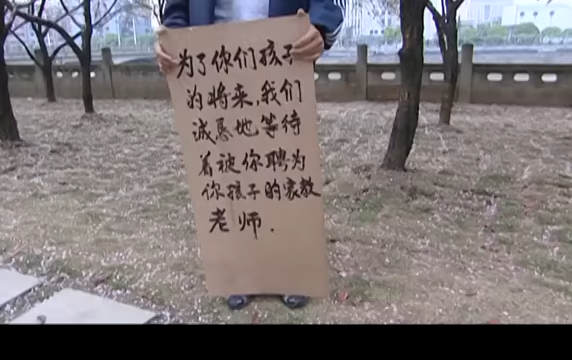 为了你们孩子
的将来,我们
诚恳地等待
着被你聘为
你孩子的家教
老师.